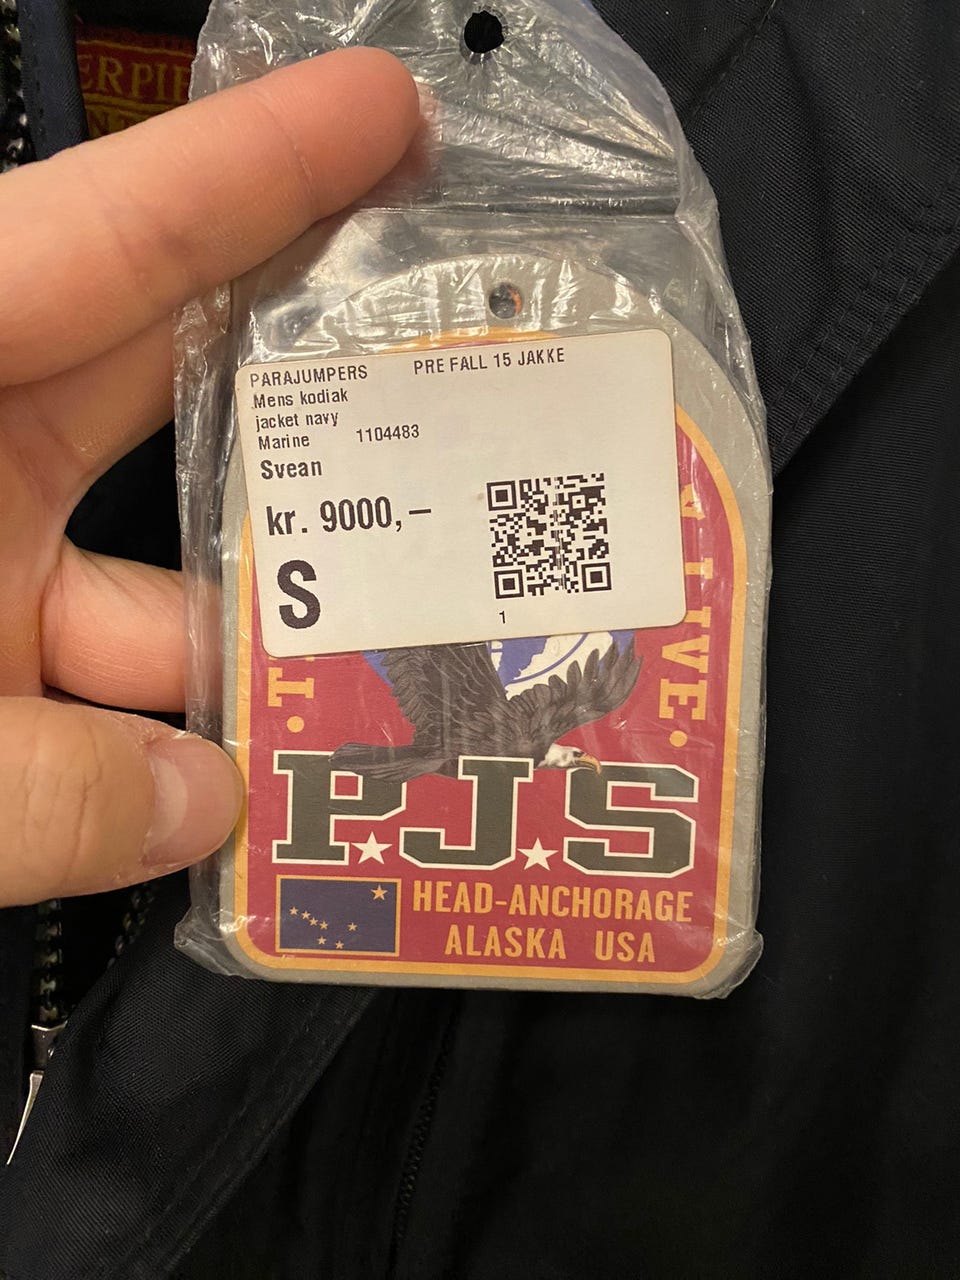 PARAJUMPERS PRE FALL 15 JAKKE
Mens kodiak
jacket navy
Marine 1104483
Svean
kr. 9000,–
S
1
LIVE
P.J.S
HEAD-ANCHORAGE
ALASKA USA